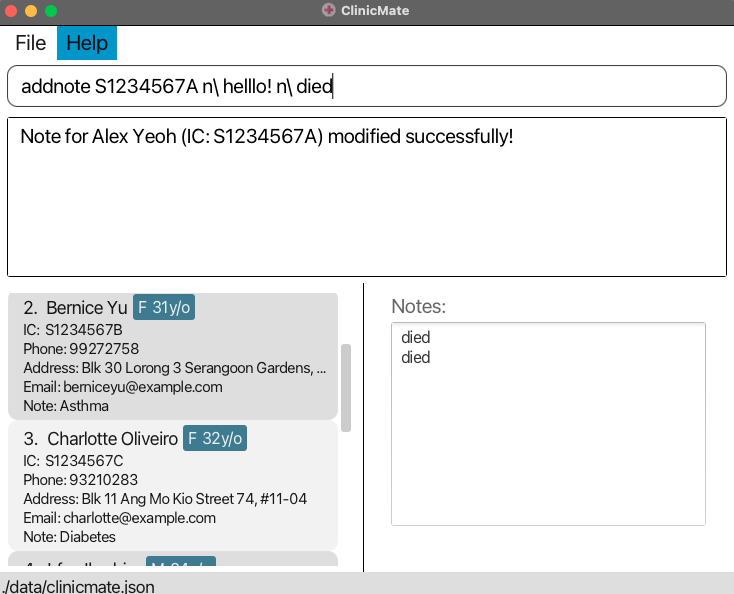 ClinicMate
File Help
addnote S1234567A n\ helllo! n\ died
Note for Alex Yeoh (IC: S1234567A) modified successfully!
2. Bernice Yu F 31y/o
IC: S1234567B
Phone: 99272758
Address: Blk 30 Lorong 3 Serangoon Gardens, ...
Email: berniceyu@example.com
Note: Asthma
3. Charlotte Oliveiro F 32y/o
IC: S1234567C
Phone: 93210283
Address: Blk 11 Ang Mo Kio Street 74, #11-04
Email: charlotte@example.com
Note: Diabetes
Notes:
died
died
./data/clinicmate.json